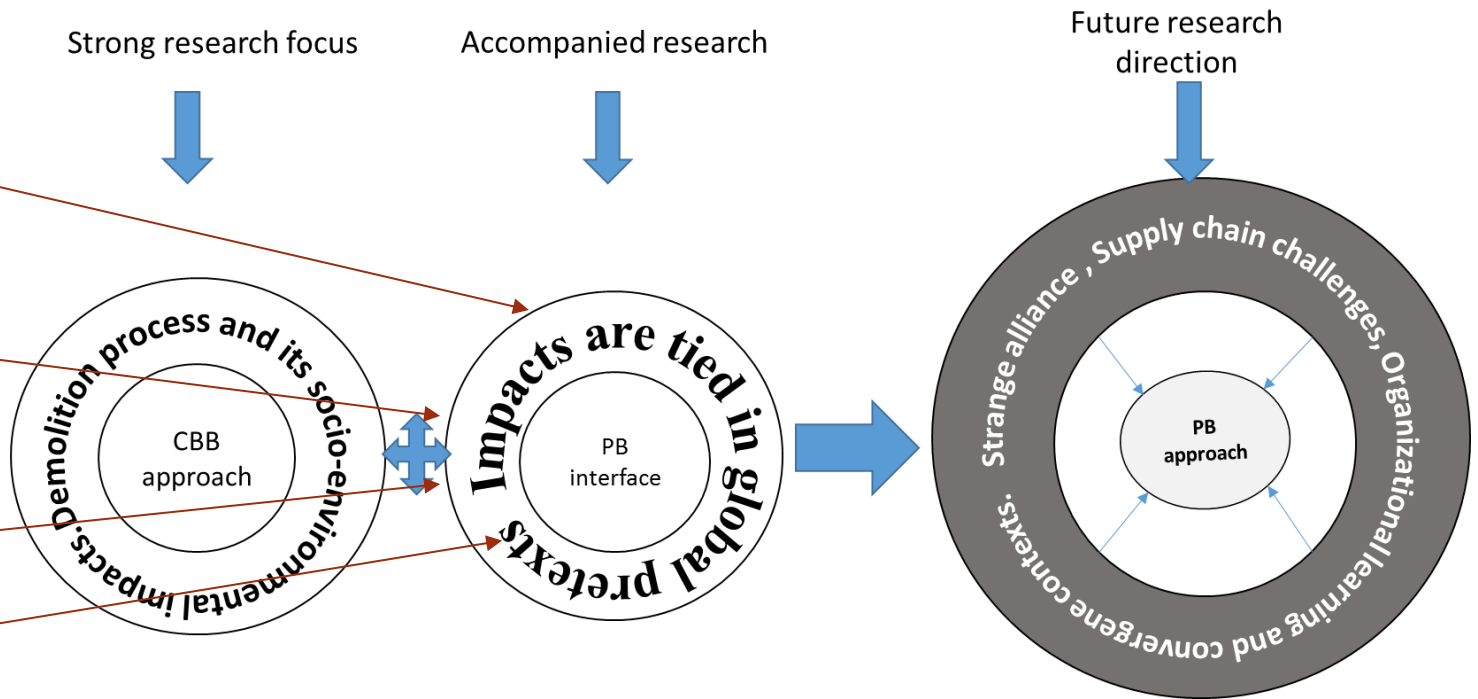 Strong research focus
Accompanied research
Future research
direction
Demolition process and its socio-environmental impacts.
CBB
approach
Impacts are tied in global pretexts
PB
interface
Strange alliance , Supply chain challenges, Organizational learning and convergene contexts.
PB
approach